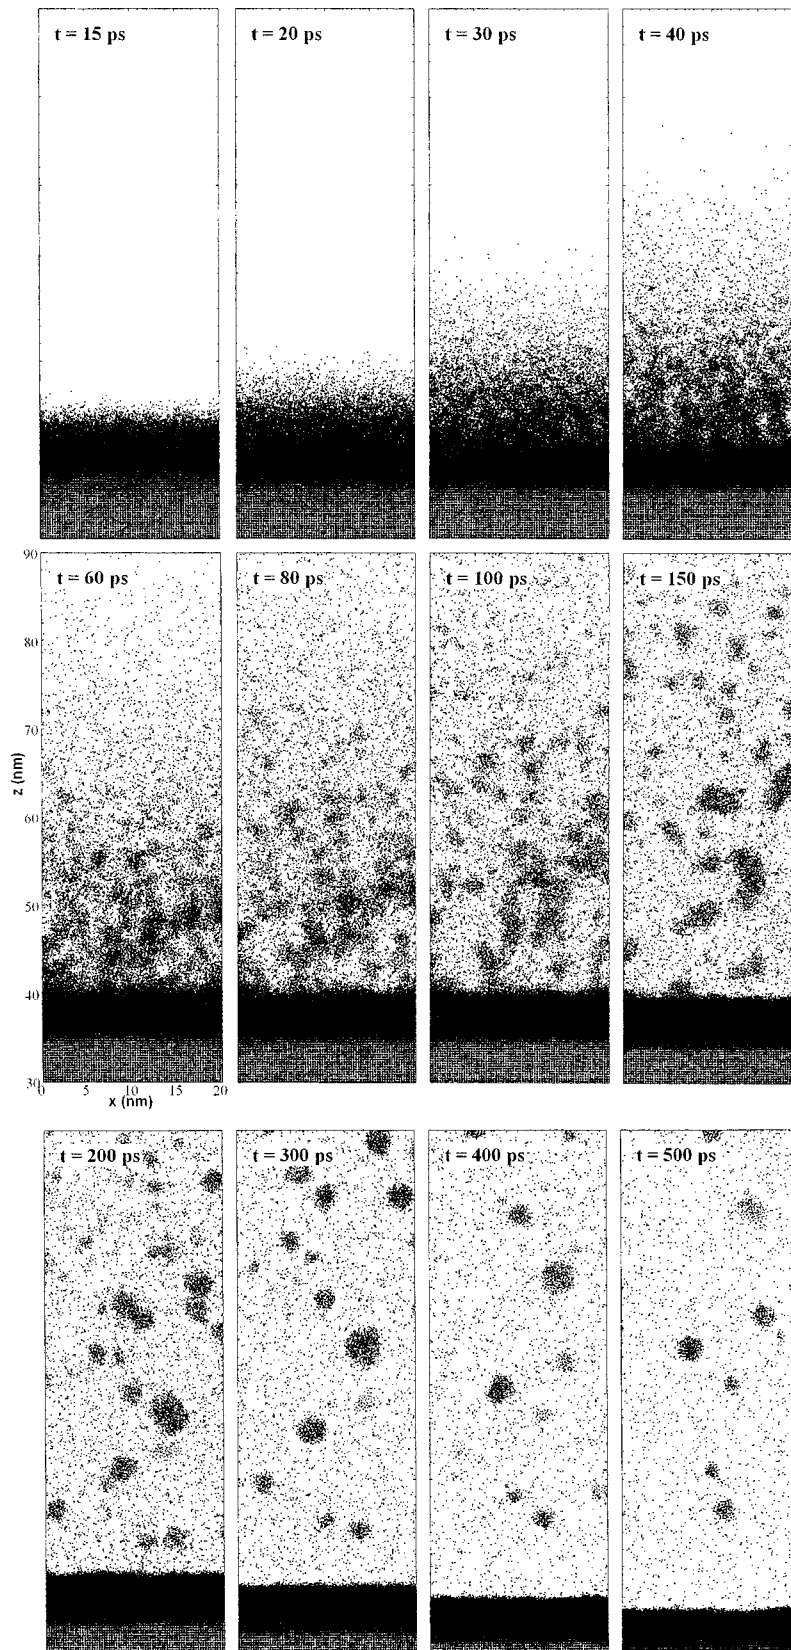 t = 15 ps
t = 20 ps
t = 30 ps
t = 40 ps
t = 60 ps
t = 80 ps
t = 100 ps
t = 150 ps
90
80
70
60
50
40
30
z (nm)
0 5 10 15 20
x (nm)
t = 200 ps
t = 300 ps
t = 400 ps
t = 500 ps